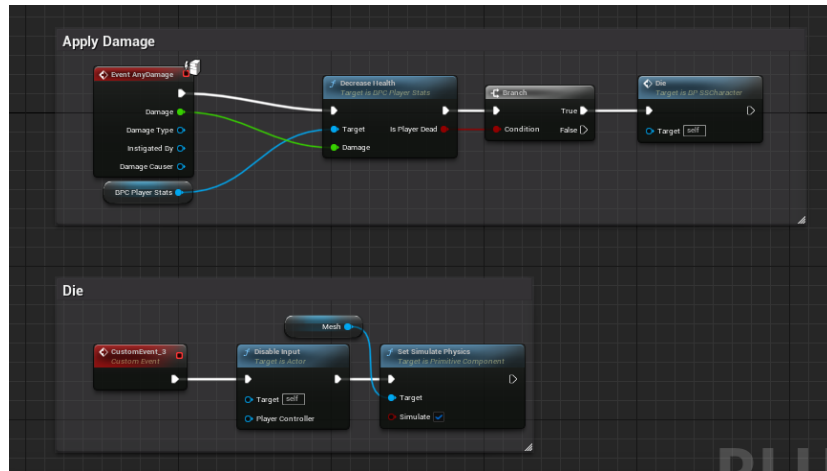 Apply Damage
Event AnyDamage
Damage
Damage Type
Instigated By
Damage Causer
BPC Player Stats
Decrease Health
Target is BPC Player Stats
Target
Is Player Dead
Damage
Branch
True
Condition
False
Die
Target is BP SSCharacter
Target
self
Die
CustomEvent_3
Custom Event
Mesh
Disable Input
Target is Actor
Target
self
Player Controller
Set Simulate Physics
Target is Primitive Component
Target
Simulate